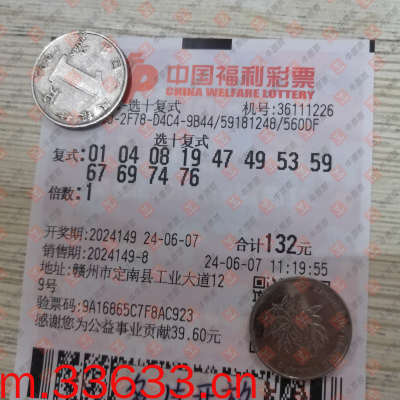 中国福利彩票
CHINA WELFARE LOTTERY
选十复式 机号:36111226
-2F78-D4C4-9B44/59181248/560DF
选十复式
复式:01 04 08 19 47 49 53 59
67 69 74 76
倍数:1
开奖期:2024149 24-06-07 合计132元
销售期:2024149-8 24-06-07 11:19:55
地址:赣州市定南县工业大道12
9号
验票码:9A16865C7F8AC923
感谢您为公益事业贡献39.60元
m.33633.cn